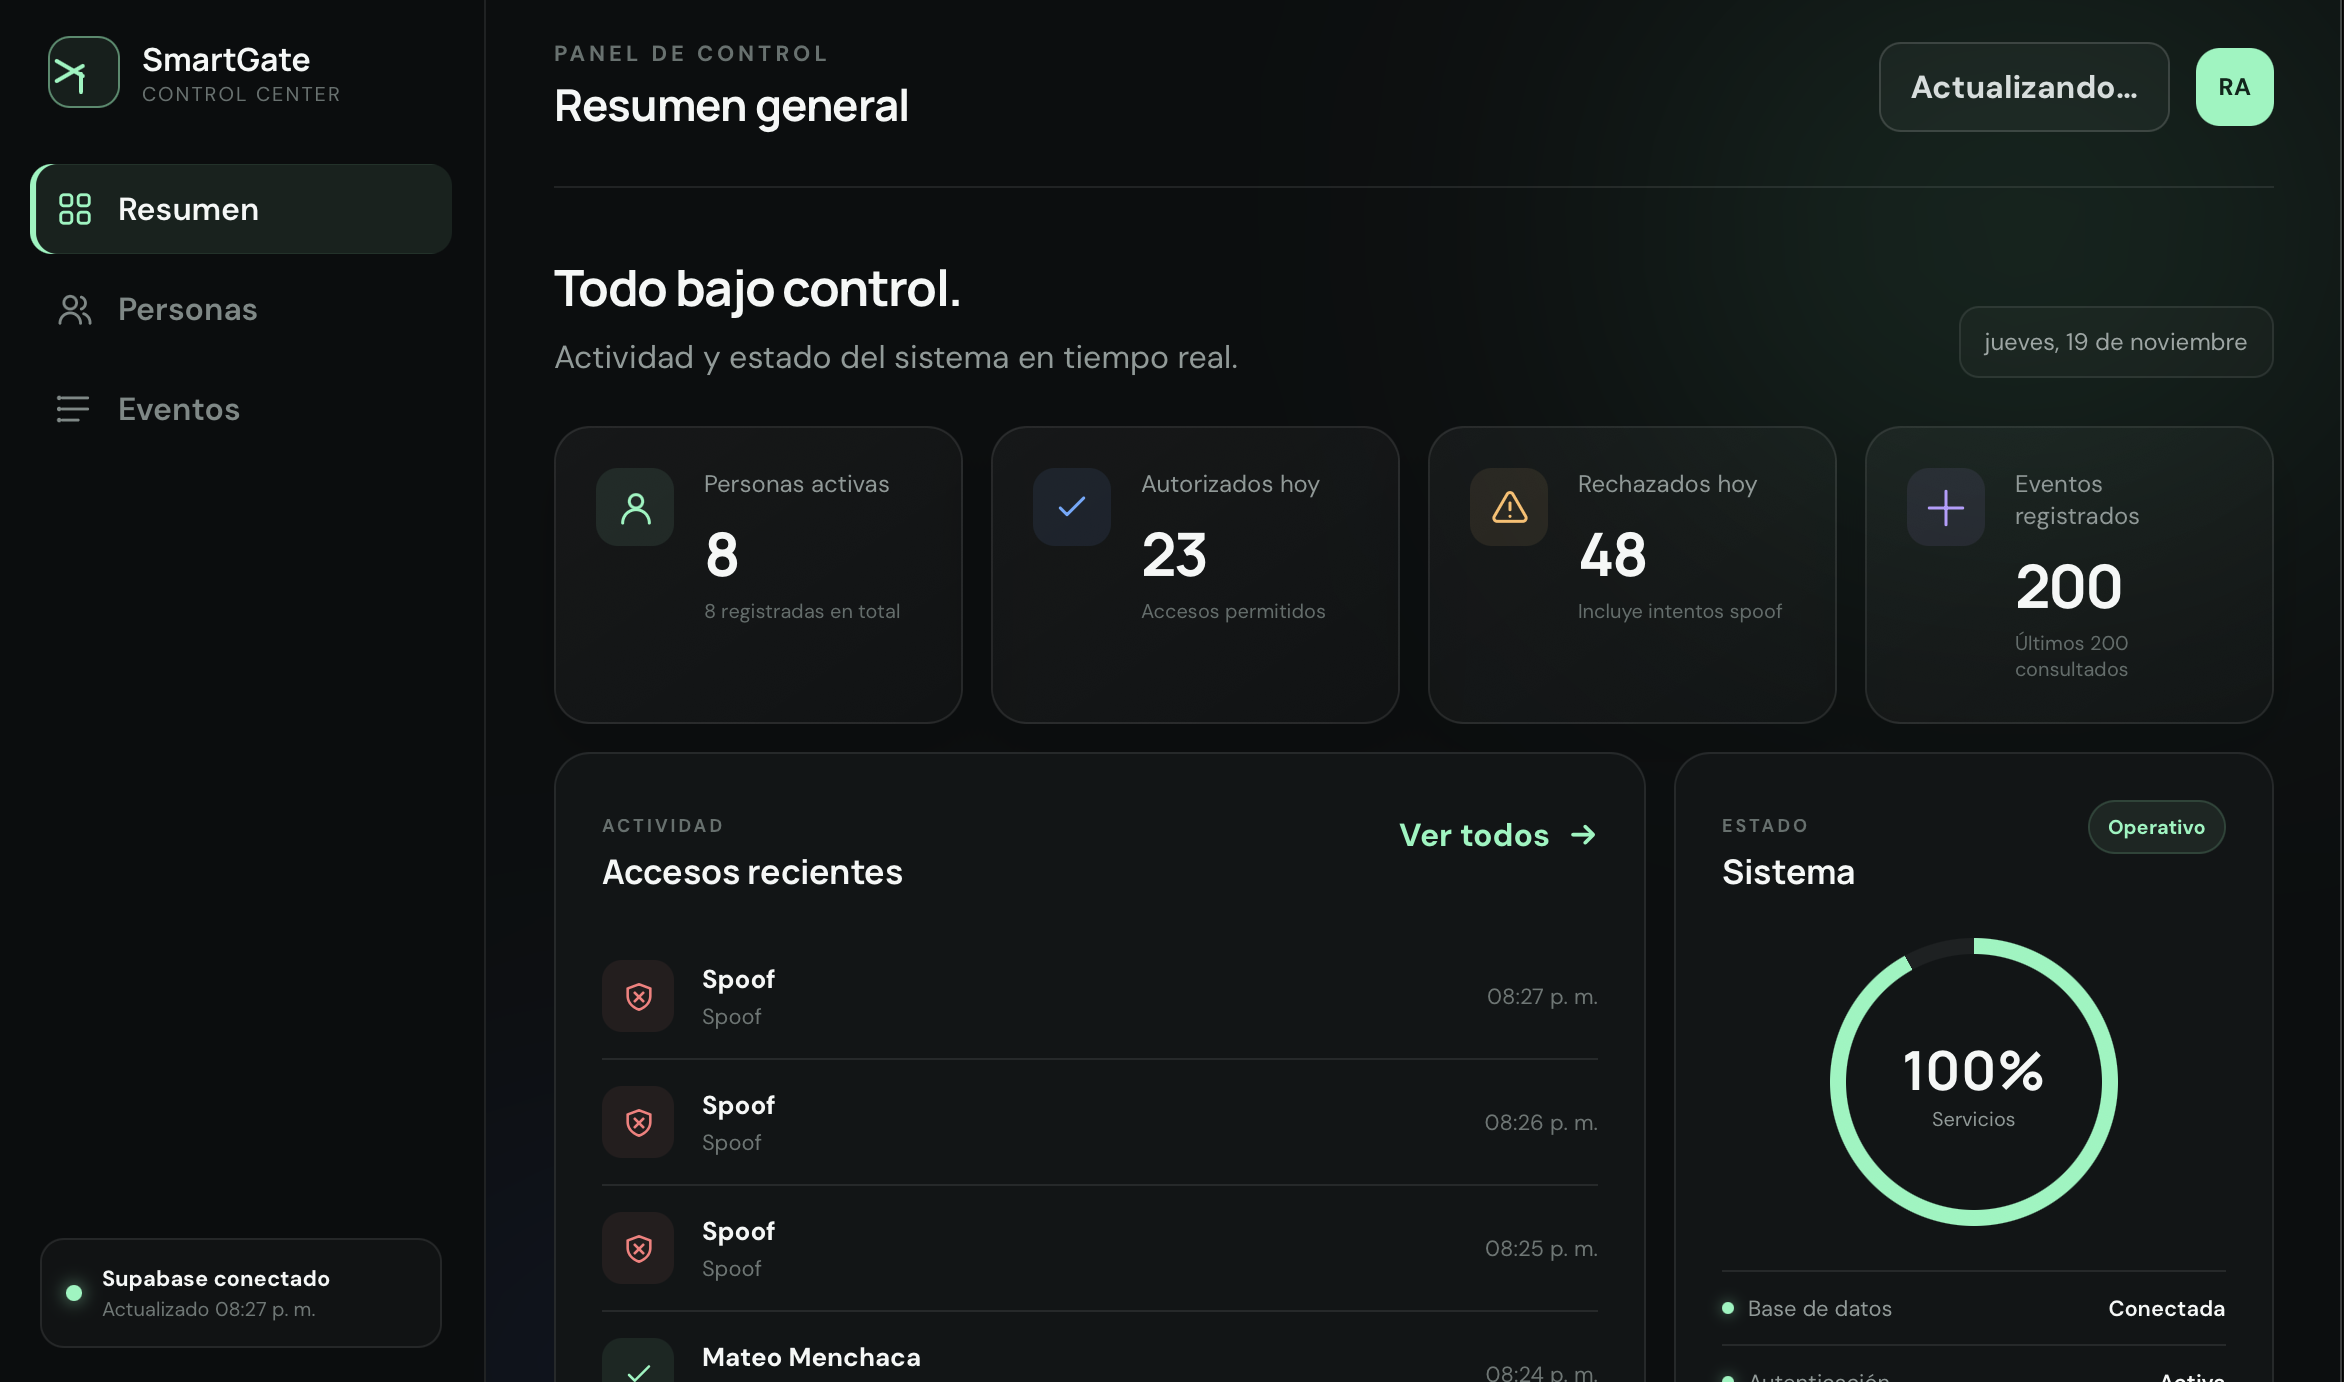 SmartGate
CONTROL CENTER
Resumen
Personas
Eventos
Supabase conectado
Actualizado 08:27 p. m.
PANEL DE CONTROL
Resumen general
Actualizando...
RA
Todo bajo control.
Actividad y estado del sistema en tiempo real.
jueves, 19 de noviembre
Personas activas
8
8 registradas en total
Autorizados hoy
23
Accesos permitidos
Rechazados hoy
48
Incluye intentos spoof
Eventos
registrados
200
Últimos 200
consultados
ACTIVIDAD
Accesos recientes
Ver todos →
Spoof
Spoof
08:27 p. m.
Spoof
Spoof
08:26 p. m.
Spoof
Spoof
08:25 p. m.
Mateo Menchaca
08:24 p. m.
ESTADO
Sistema
Operativo
100%
Servicios
Base de datos
Conectada
Autenticación
Activa